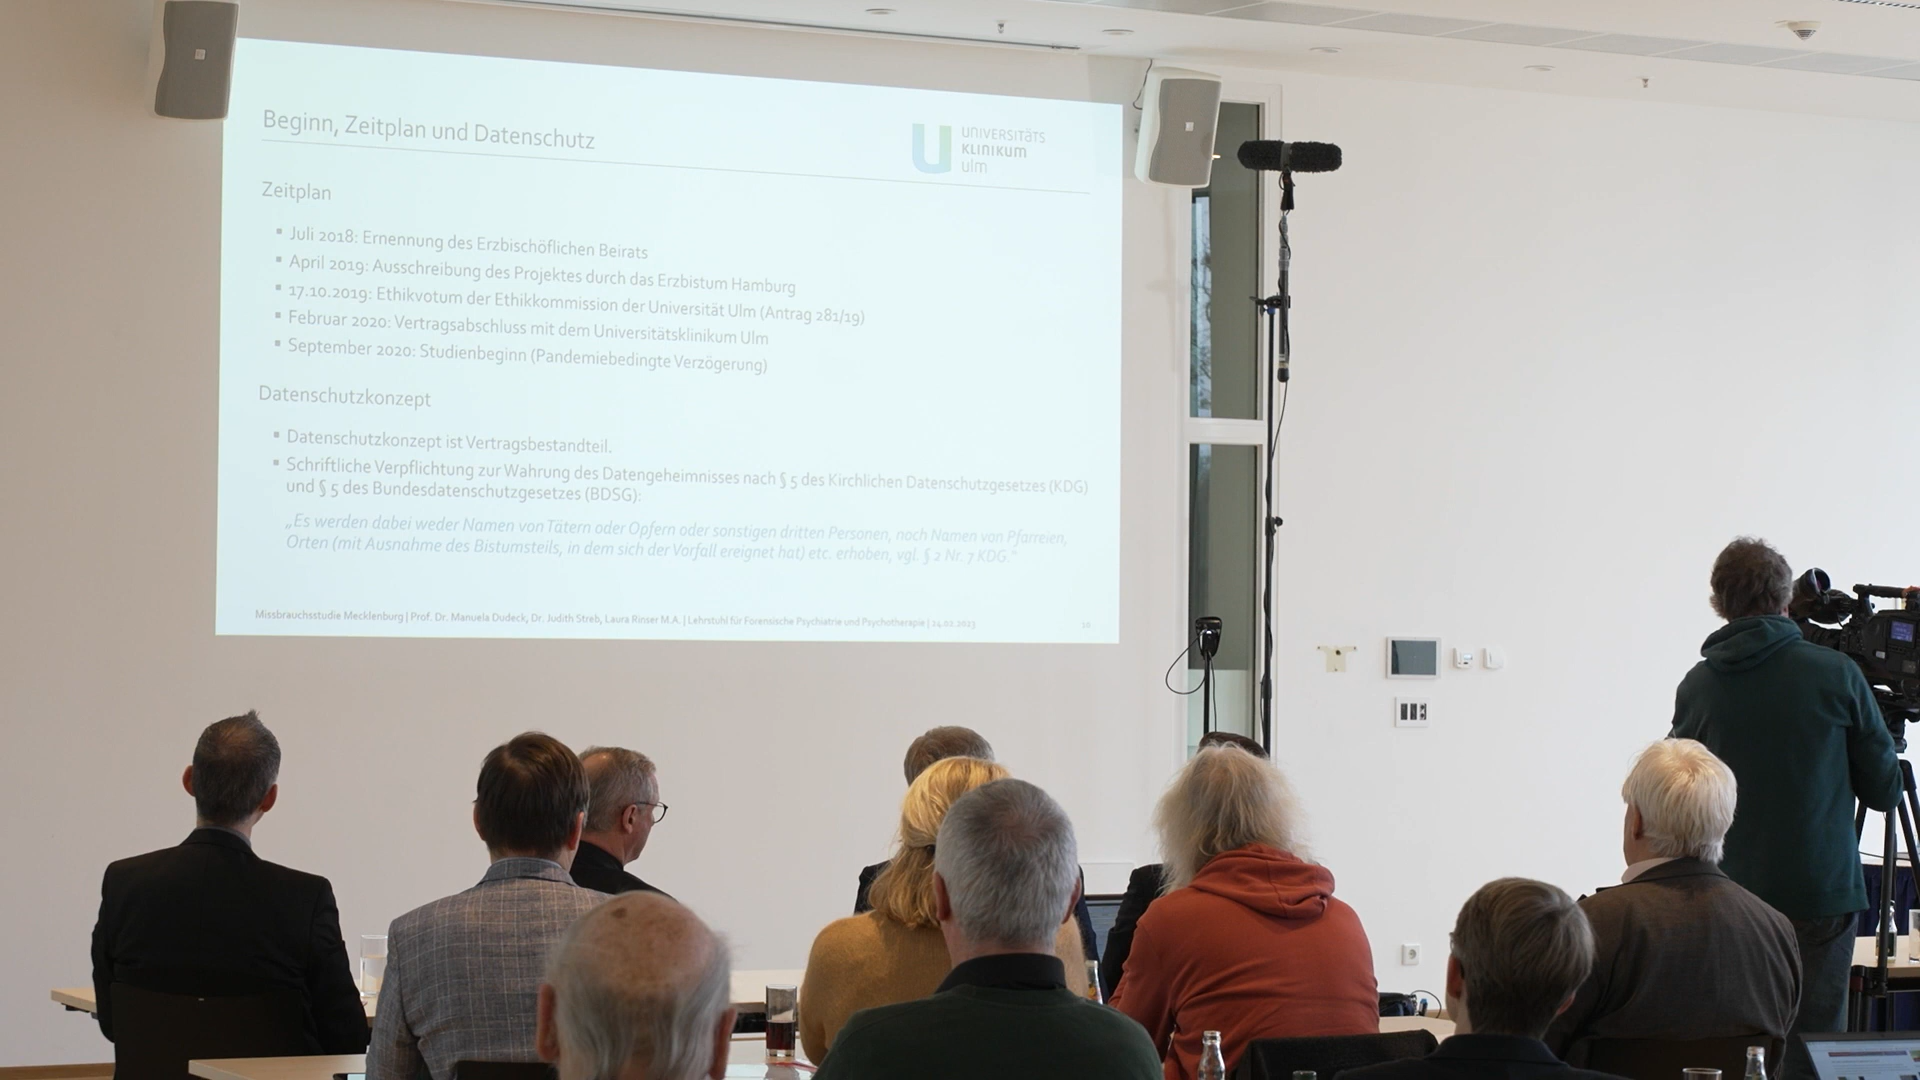 Beginn, Zeitplan und Datenschutz
UNIVERSITÄTS
KLINIKUM
ulm
Zeitplan
▪ Juli 2018: Ernennung des Erzbischöflichen Beirats
▪ April 2019: Ausschreibung des Projektes durch das Erzbistum Hamburg
▪ 17.10.2019: Ethikvotum der Ethikkommission der Universität Ulm (Antrag 281/19)
▪ Februar 2020: Vertragsabschluss mit dem Universitätsklinikum Ulm
▪ September 2020: Studienbeginn (Pandemiebedingte Verzögerung)
Datenschutzkonzept
▪ Datenschutzkonzept ist Vertragsbestandteil.
▪ Schriftliche Verpflichtung zur Wahrung des Datengeheimnisses nach § 5 des Kirchlichen Datenschutzgesetzes (KDG)
und § 5 des Bundesdatenschutzgesetzes (BDSG):
„Es werden dabei weder Namen von Tätern oder Opfern oder sonstigen dritten Personen, noch Namen von Pfarreien,
Orten (mit Ausnahme des Bistumsteils, in dem sich der Vorfall ereignet hat) etc. erhoben, vgl. § 2 Nr. 7 KDG.“
Missbrauchsstudie Mecklenburg | Prof. Dr. Manuela Dudeck, Dr. Judith Streb, Laura Rinser M.A. | Lehrstuhl für Forensische Psychiatrie und Psychotherapie | 24.02.2023
10